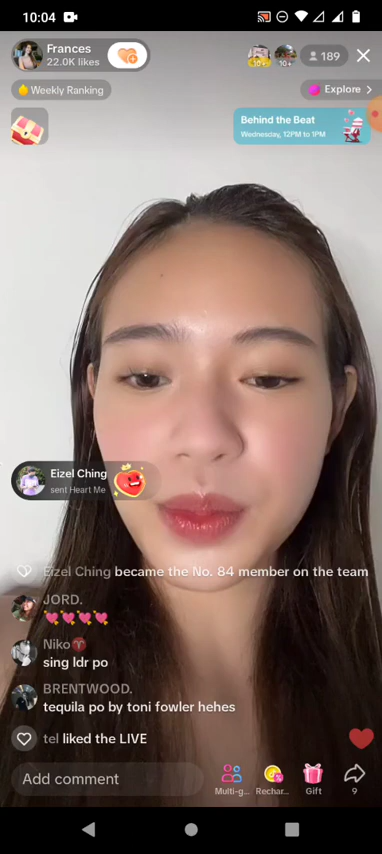 10:04
Frances
22.0K likes
10+
10+
189
Weekly Ranking
Explore >
Behind the Beat
Wednesday, 12PM to 1PM
Eizel Ching
sent Heart Me
Eizel Ching became the No. 84 member on the team
JORD.
Niko
sing ldr po
BRENTWOOD.
tequila po by toni fowler hehes
tel liked the LIVE
Add comment
Multi-g...
Rechar...
Gift
9